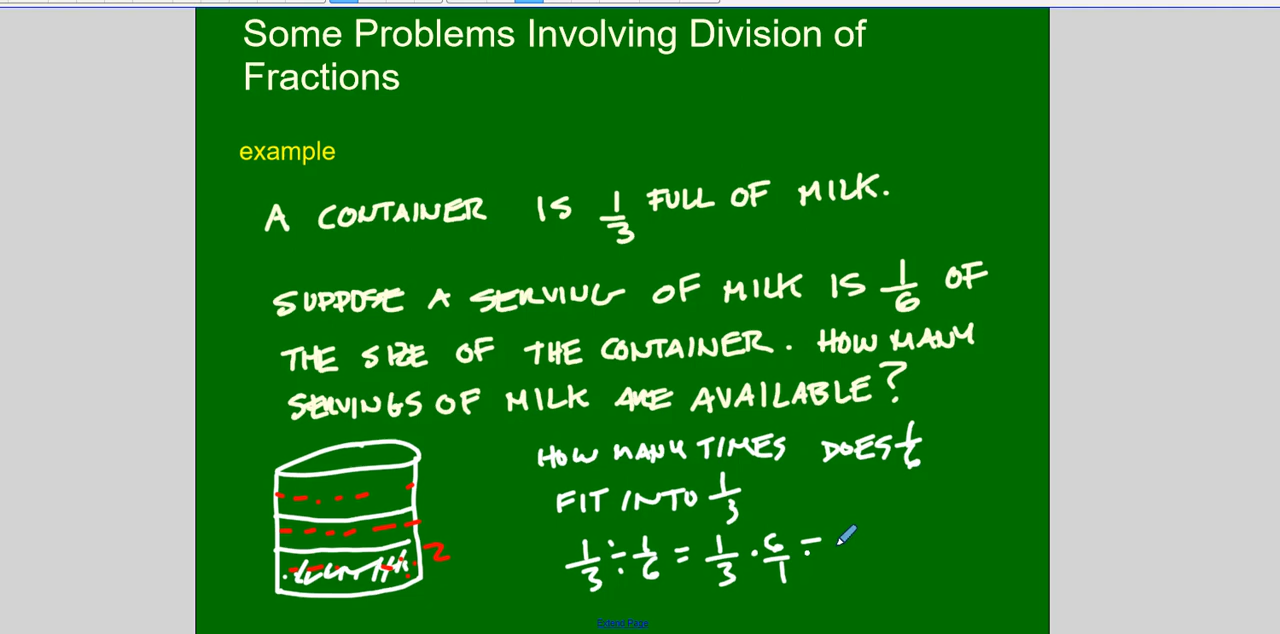 Some Problems Involving Division of
Fractions
example
A CONTAINER IS 1/3 FULL OF MILK.
SUPPOSE A SERVING OF MILK IS 1/6 OF
THE SIZE OF THE CONTAINER. HOW MANY
SERVINGS OF MILK ARE AVAILABLE?
HOW MANY TIMES DOES 1/6
FIT INTO 1/3
1/3 ÷ 1/6 = 1/3 · 6/1 =
2
Extend Page